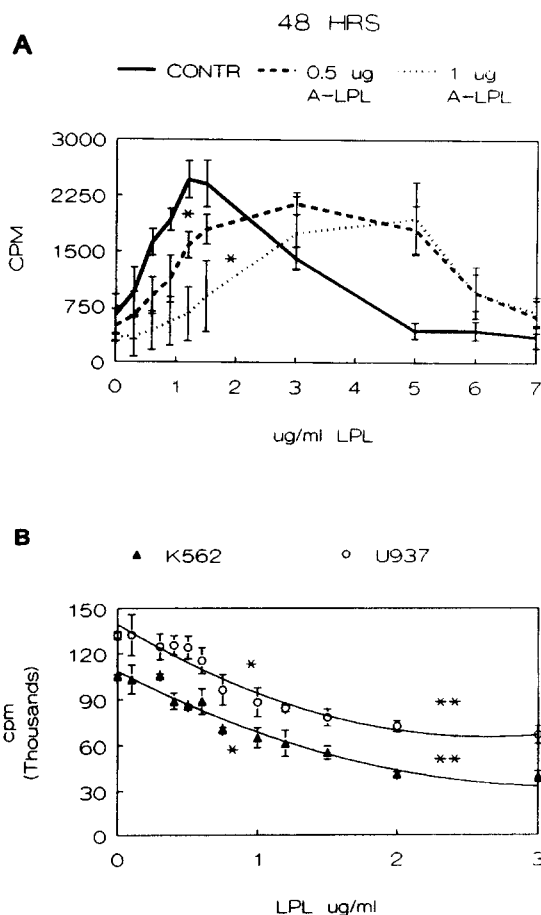 48 HRS
A
CONTR 0.5 ug 1 ug
A-LPL A-LPL
3000
2250
1500
750
0
CPM
* *
0 1 2 3 4 5 6 7
ug/ml LPL
B
K562 U937
150
120
90
60
30
0
cpm
(Thousands)
* **
* **
0 1 2 3
LPL ug/ml